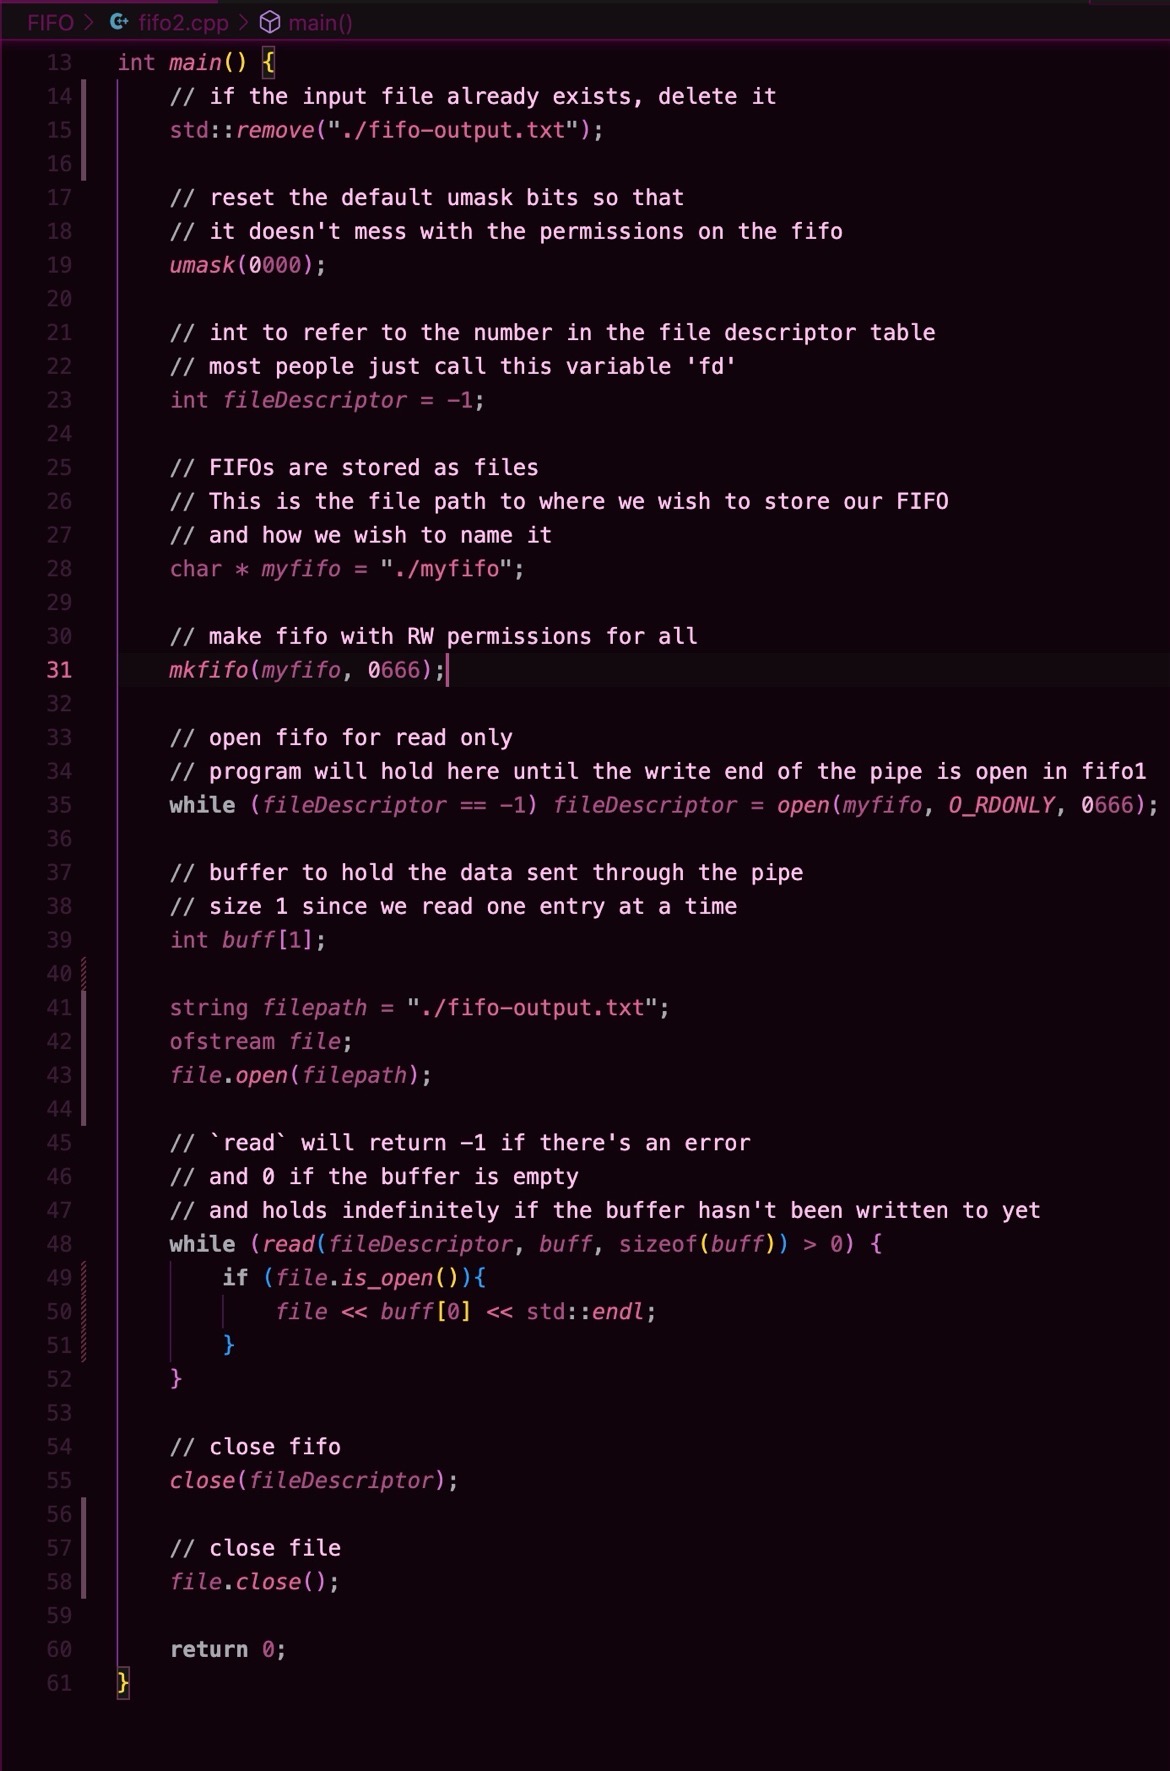 FIFO > fifo2.cpp > main()
13 int main() {
14 // if the input file already exists, delete it
15 std::remove("./fifo-output.txt");
16
17 // reset the default umask bits so that
18 // it doesn't mess with the permissions on the fifo
19 umask(0000);
20
21 // int to refer to the number in the file descriptor table
22 // most people just call this variable 'fd'
23 int fileDescriptor = -1;
24
25 // FIFOs are stored as files
26 // This is the file path to where we wish to store our FIFO
27 // and how we wish to name it
28 char * myfifo = "./myfifo";
29
30 // make fifo with RW permissions for all
31 mkfifo(myfifo, 0666);
32
33 // open fifo for read only
34 // program will hold here until the write end of the pipe is open in fifo1
35 while (fileDescriptor == -1) fileDescriptor = open(myfifo, O_RDONLY, 0666);
36
37 // buffer to hold the data sent through the pipe
38 // size 1 since we read one entry at a time
39 int buff[1];
40
41 string filepath = "./fifo-output.txt";
42 ofstream file;
43 file.open(filepath);
44
45 // `read` will return -1 if there's an error
46 // and 0 if the buffer is empty
47 // and holds indefinitely if the buffer hasn't been written to yet
48 while (read(fileDescriptor, buff, sizeof(buff)) > 0) {
49 if (file.is_open()){
50 file << buff[0] << std::endl;
51 }
52 }
53
54 // close fifo
55 close(fileDescriptor);
56
57 // close file
58 file.close();
59
60 return 0;
61 }